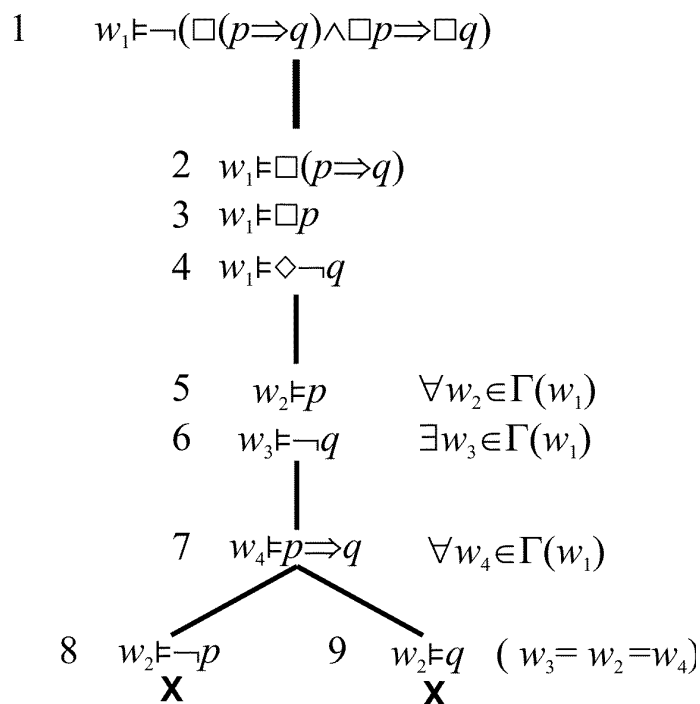 1 w₁⊨¬(□(p⇒q)∧□p⇒□q)
2 w₁⊨□(p⇒q)
3 w₁⊨□p
4 w₁⊨◇¬q
5 w₂⊨p ∀w₂∈Γ(w₁)
6 w₃⊨¬q ∃w₃∈Γ(w₁)
7 w₄⊨p⇒q ∀w₄∈Γ(w₁)
8 w₂⊨¬p 9 w₂⊨q ( w₃= w₂=w₄)
X X